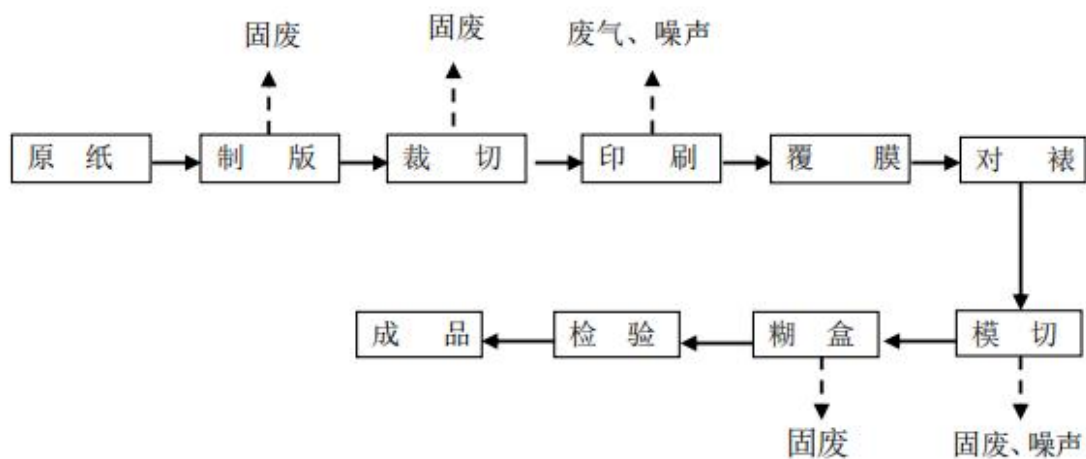 固废
固废
废气、噪声
原 纸
制 版
裁 切
印 刷
覆 膜
对 裱
成 品
检 验
糊 盒
模 切
固废
固废、噪声